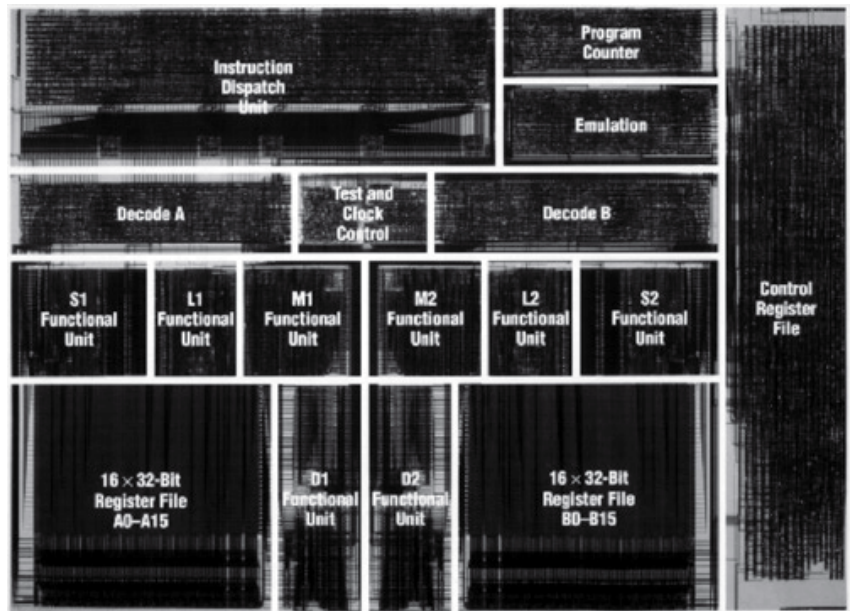 Instruction
Dispatch
Unit
Program
Counter
Emulation
Decode A
Test and
Clock
Control
Decode B
S1
Functional
Unit
L1
Functional
Unit
M1
Functional
Unit
M2
Functional
Unit
L2
Functional
Unit
S2
Functional
Unit
Control
Register
File
16 × 32-Bit
Register File
A0–A15
D1
Functional
Unit
D2
Functional
Unit
16 × 32-Bit
Register File
B0–B15